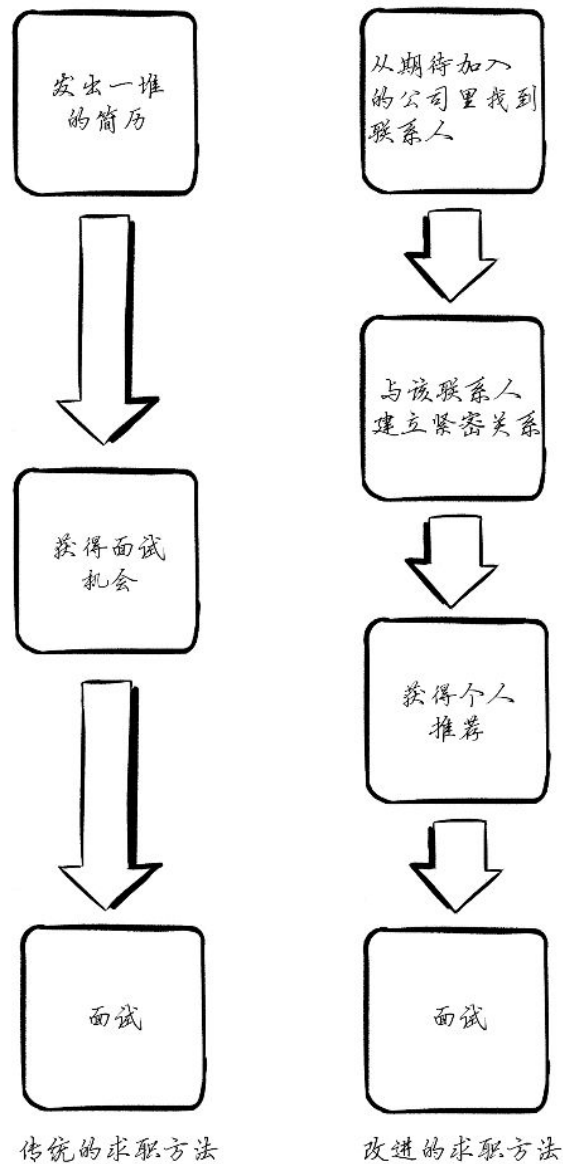 发出一堆
的简历
获得面试
机会
面试
传统的求职方法
从期待加入
的公司里找到
联系人
与该联系人
建立紧密关系
获得个人
推荐
面试
改进的求职方法